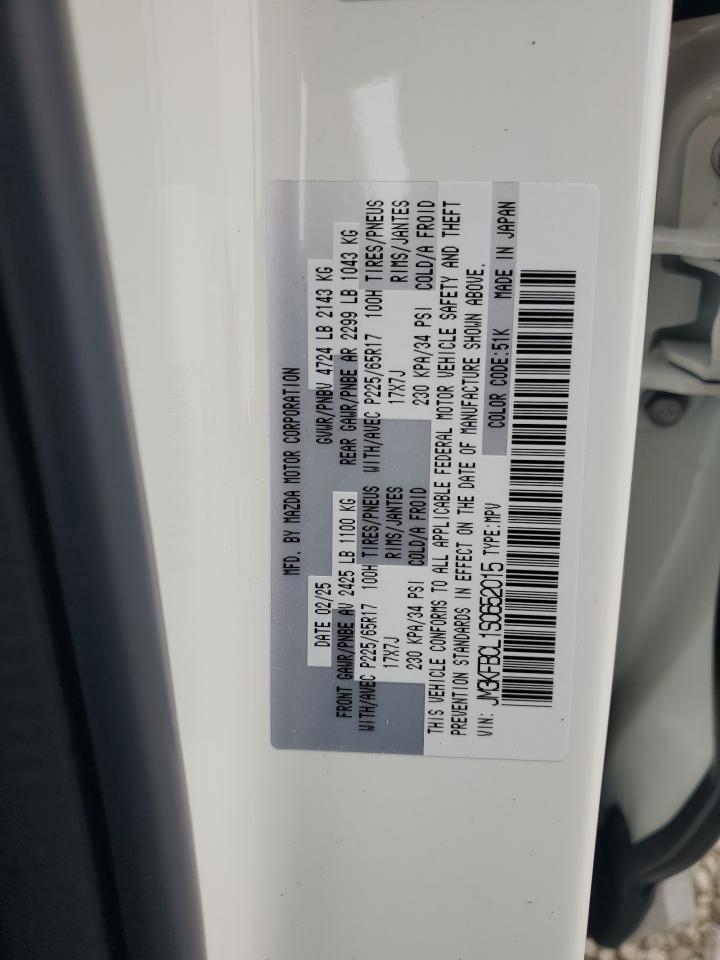 MFD. BY MAZDA MOTOR CORPORATION
DATE 02/25 GVWR/PNBV 4724 LB 2143 KG
FRONT GAWR/PNBE AV 2425 LB 1100 KG REAR GAWR/PNBE AR 2299 LB 1043 KG
WITH/AVEC P225/65R17 100H TIRES/PNEUS WITH/AVEC P225/65R17 100H TIRES/PNEUS
17X7J RIMS/JANTES 17X7J RIMS/JANTES
230 KPA/34 PSI COLD/A FROID 230 KPA/34 PSI COLD/A FROID
THIS VEHICLE CONFORMS TO ALL APPLICABLE FEDERAL MOTOR VEHICLE SAFETY AND THEFT
PREVENTION STANDARDS IN EFFECT ON THE DATE OF MANUFACTURE SHOWN ABOVE.
VIN: JM3KFBCL1S0652015 TYPE:MPV COLOR CODE:51K MADE IN JAPAN